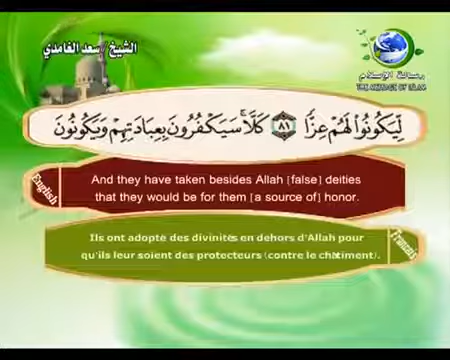 الشيخ / سعد الغامدي
رسالة الإسلام
THE MESSAGE OF ISLAM
لِّيَكُونُوا۟ لَهُمْ عِزًّا ٨١ كَلَّا ۚ سَيَكْفُرُونَ بِعِبَادَتِهِمْ وَيَكُونُونَ
English
And they have taken besides Allah [false] deities
that they would be for them [a source of] honor.
Français
Ils ont adopté des divinités en dehors d'Allah pour
qu'ils leur soient des protecteurs (contre le châtiment).